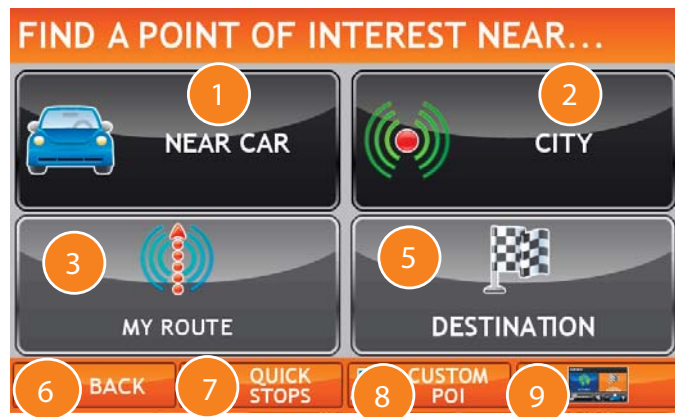 FIND A POINT OF INTEREST NEAR...
1
NEAR CAR
2
CITY
3
MY ROUTE
5
DESTINATION
6 BACK
7 QUICK
STOPS
8 CUSTOM
POI
9